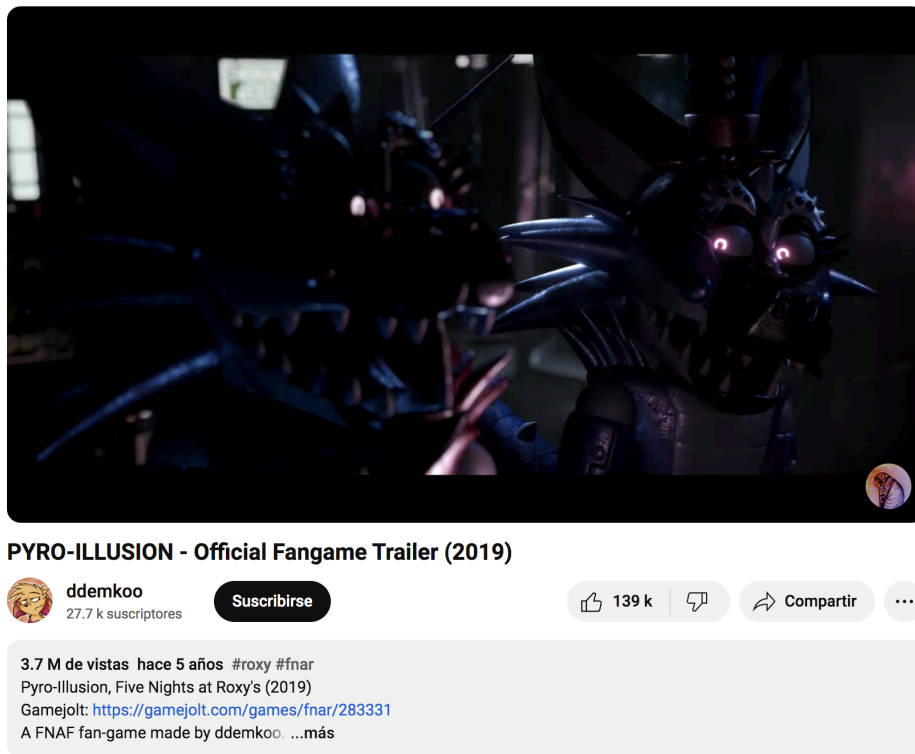 PYRO-ILLUSION - Official Fangame Trailer (2019)
ddemkoo
27.7 k suscriptores
Suscribirse
139 k
Compartir
3.7 M de vistas hace 5 años #roxy #fnar
Pyro-Illusion, Five Nights at Roxy's (2019)
Gamejolt: https://gamejolt.com/games/fnar/283331
A FNAF fan-game made by ddemkoo. ...más